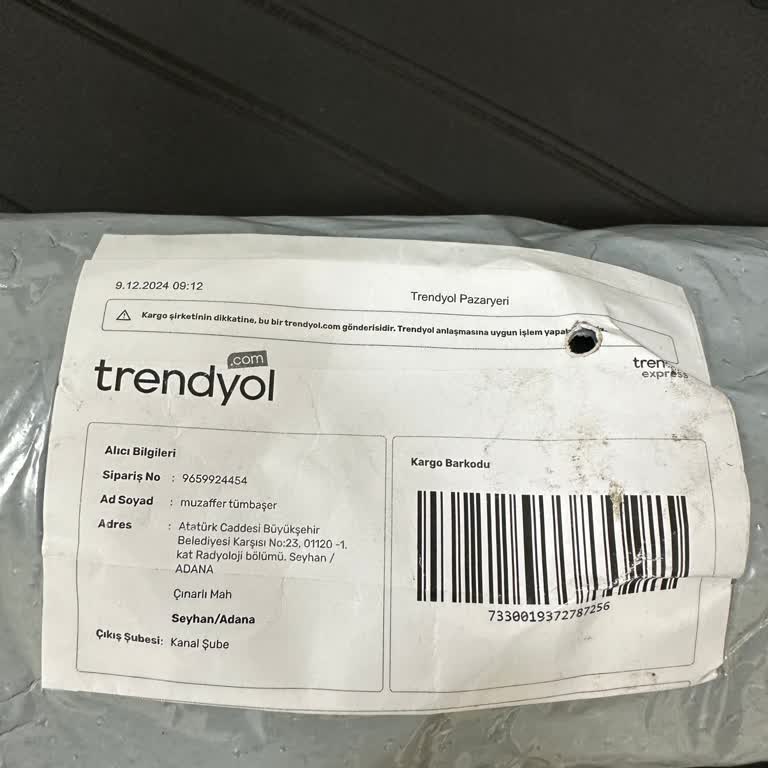 9.12.2024 09:12
Trendyol Pazaryeri
Kargo şirketinin dikkatine, bu bir trendyol.com gönderisidir. Trendyol anlaşmasına uygun işlem
trendyol
.com
express
Alıcı Bilgileri
Sipariş No : 9659924454
Ad Soyad : muzaffer tümbaşer
Adres : Atatürk Caddesi Büyükşehir
Belediyesi Karşısı No:23, 01120 -1.
kat Radyoloji bölümü. Seyhan /
ADANA
Çınarlı Mah
Seyhan/Adana
Çıkış Şubesi: Kanal Şube
Kargo Barkodu
7330019372787256